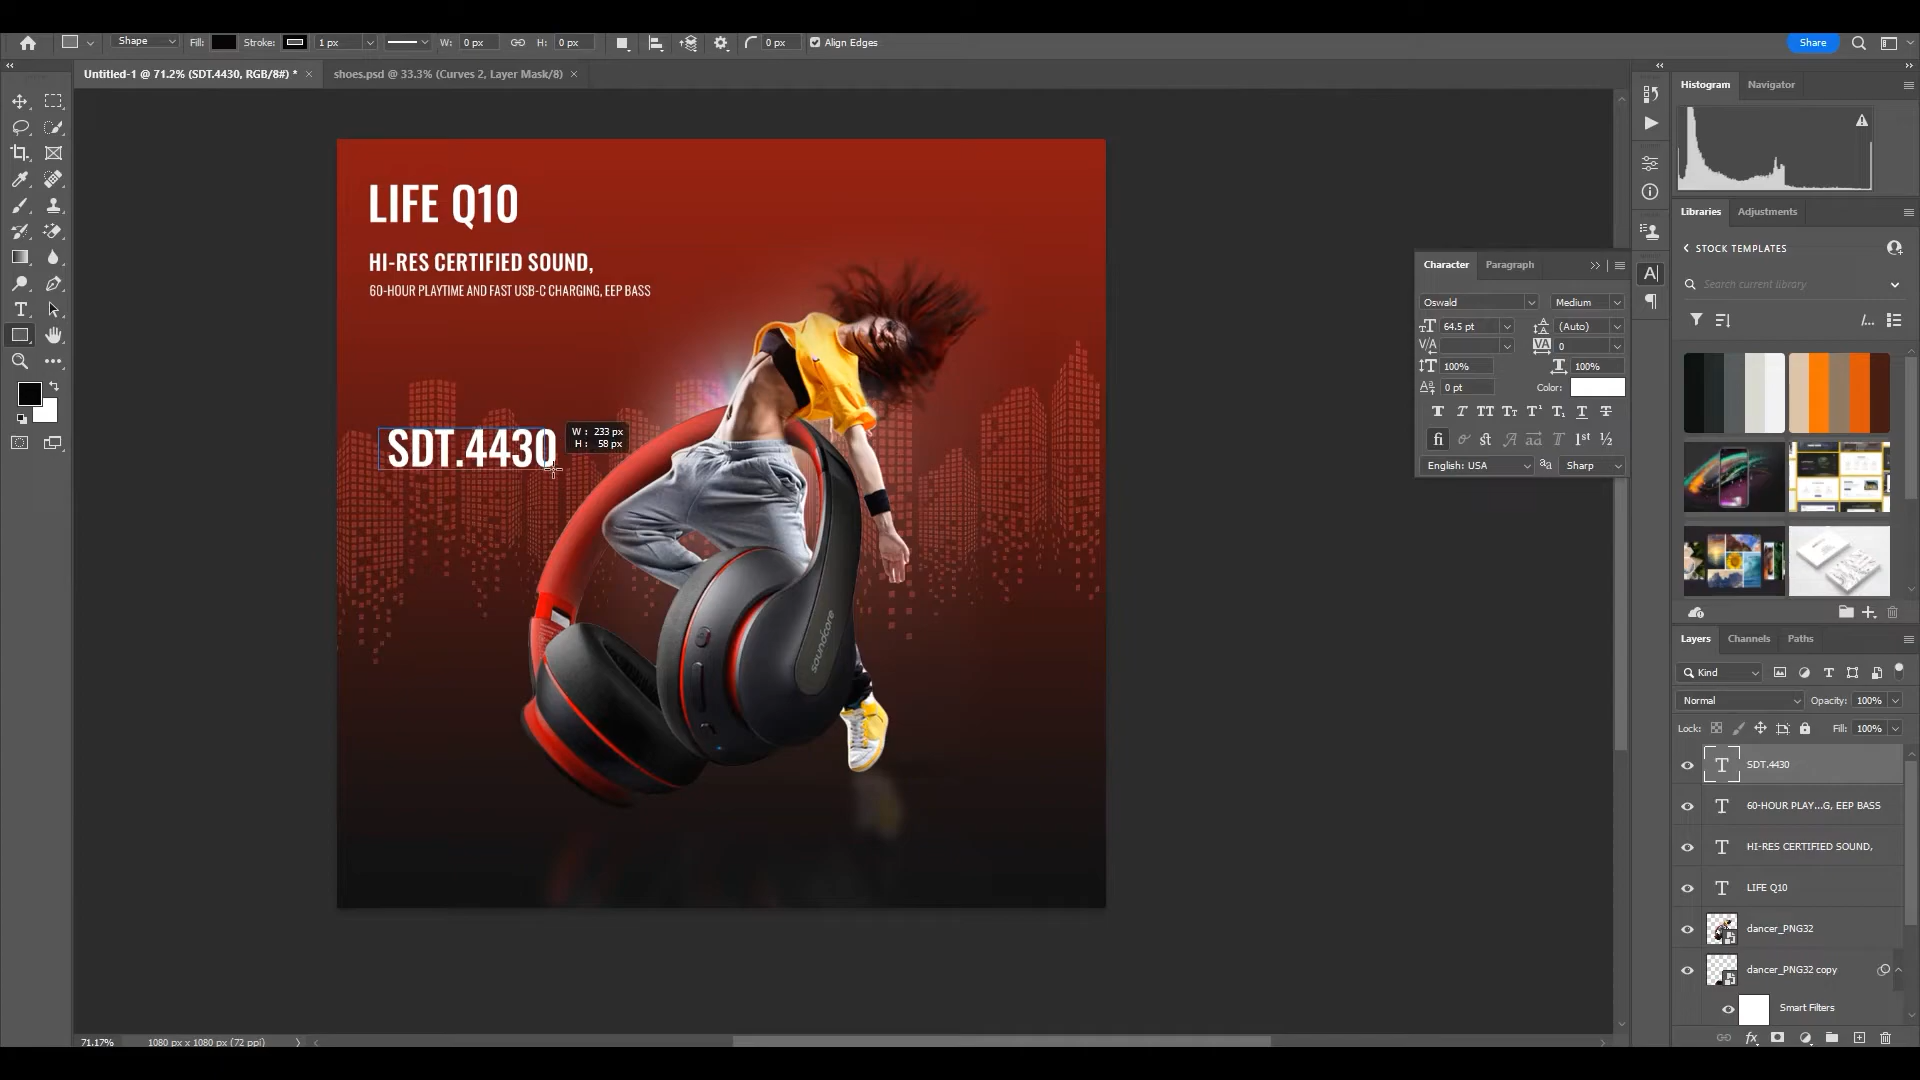 Shape Fill: Stroke: 1 px W: 0 px H: 0 px 0 px Align Edges Share
Untitled-1 @ 71.2% (SDT.4430, RGB/8#) * × shoes.psd @ 33.3% (Curves 2, Layer Mask/8) ×
LIFE Q10
HI-RES CERTIFIED SOUND,
60-HOUR PLAYTIME AND FAST USB-C CHARGING, EEP BASS
SDT.4430
W : 233 px
H : 58 px
soundcore
Character Paragraph
Oswald Medium
64.5 pt (Auto)
0
100% 100%
0 pt Color:
English: USA Sharp
Histogram Navigator
Libraries Adjustments
STOCK TEMPLATES
Search current library
Layers Channels Paths
Kind
Normal Opacity: 100%
Lock: Fill: 100%
SDT.4430
60-HOUR PLAY...G, EEP BASS
HI-RES CERTIFIED SOUND,
LIFE Q10
dancer_PNG32
dancer_PNG32 copy
Smart Filters
71.17% 1080 px x 1080 px (72 ppi)